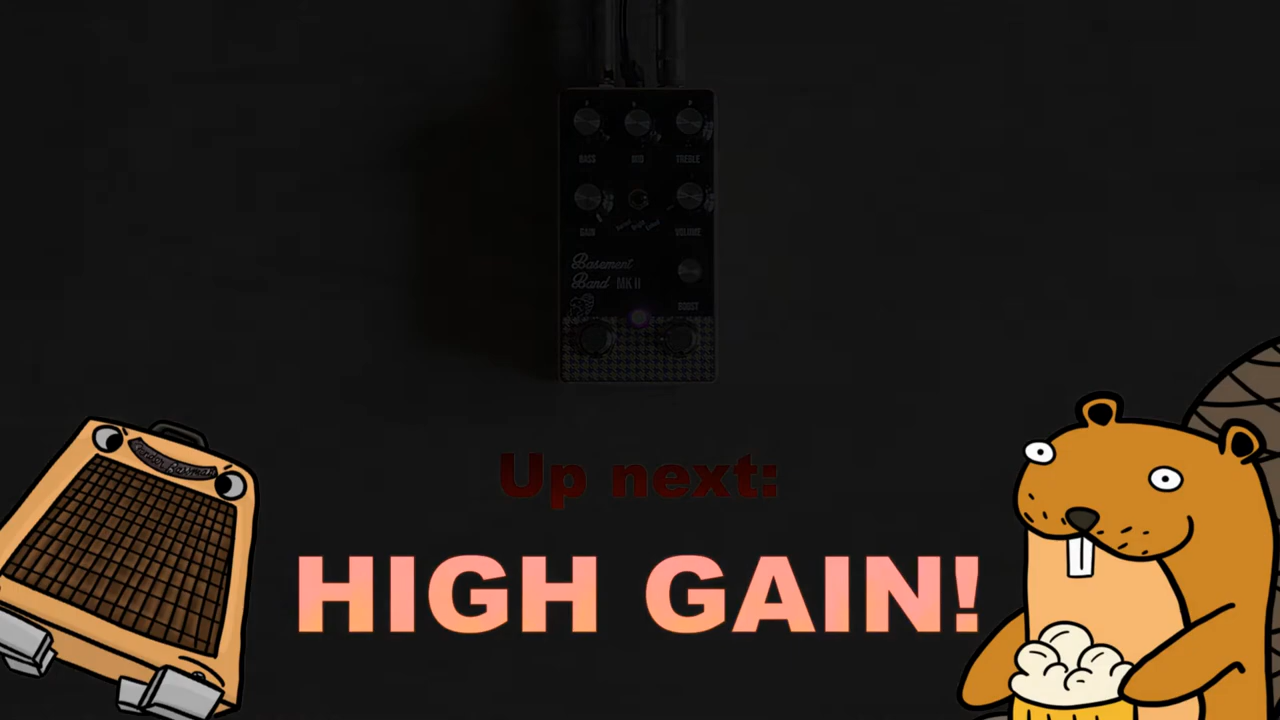 BASS MID TREBLE
GAIN VOLUME
Basement
Band MK II
BOOST
Up next:
HIGH GAIN!